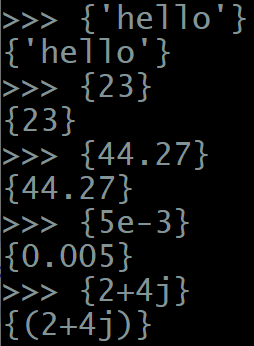 >>> {'hello'}
{'hello'}
>>> {23}
{23}
>>> {44.27}
{44.27}
>>> {5e-3}
{0.005}
>>> {2+4j}
{(2+4j)}